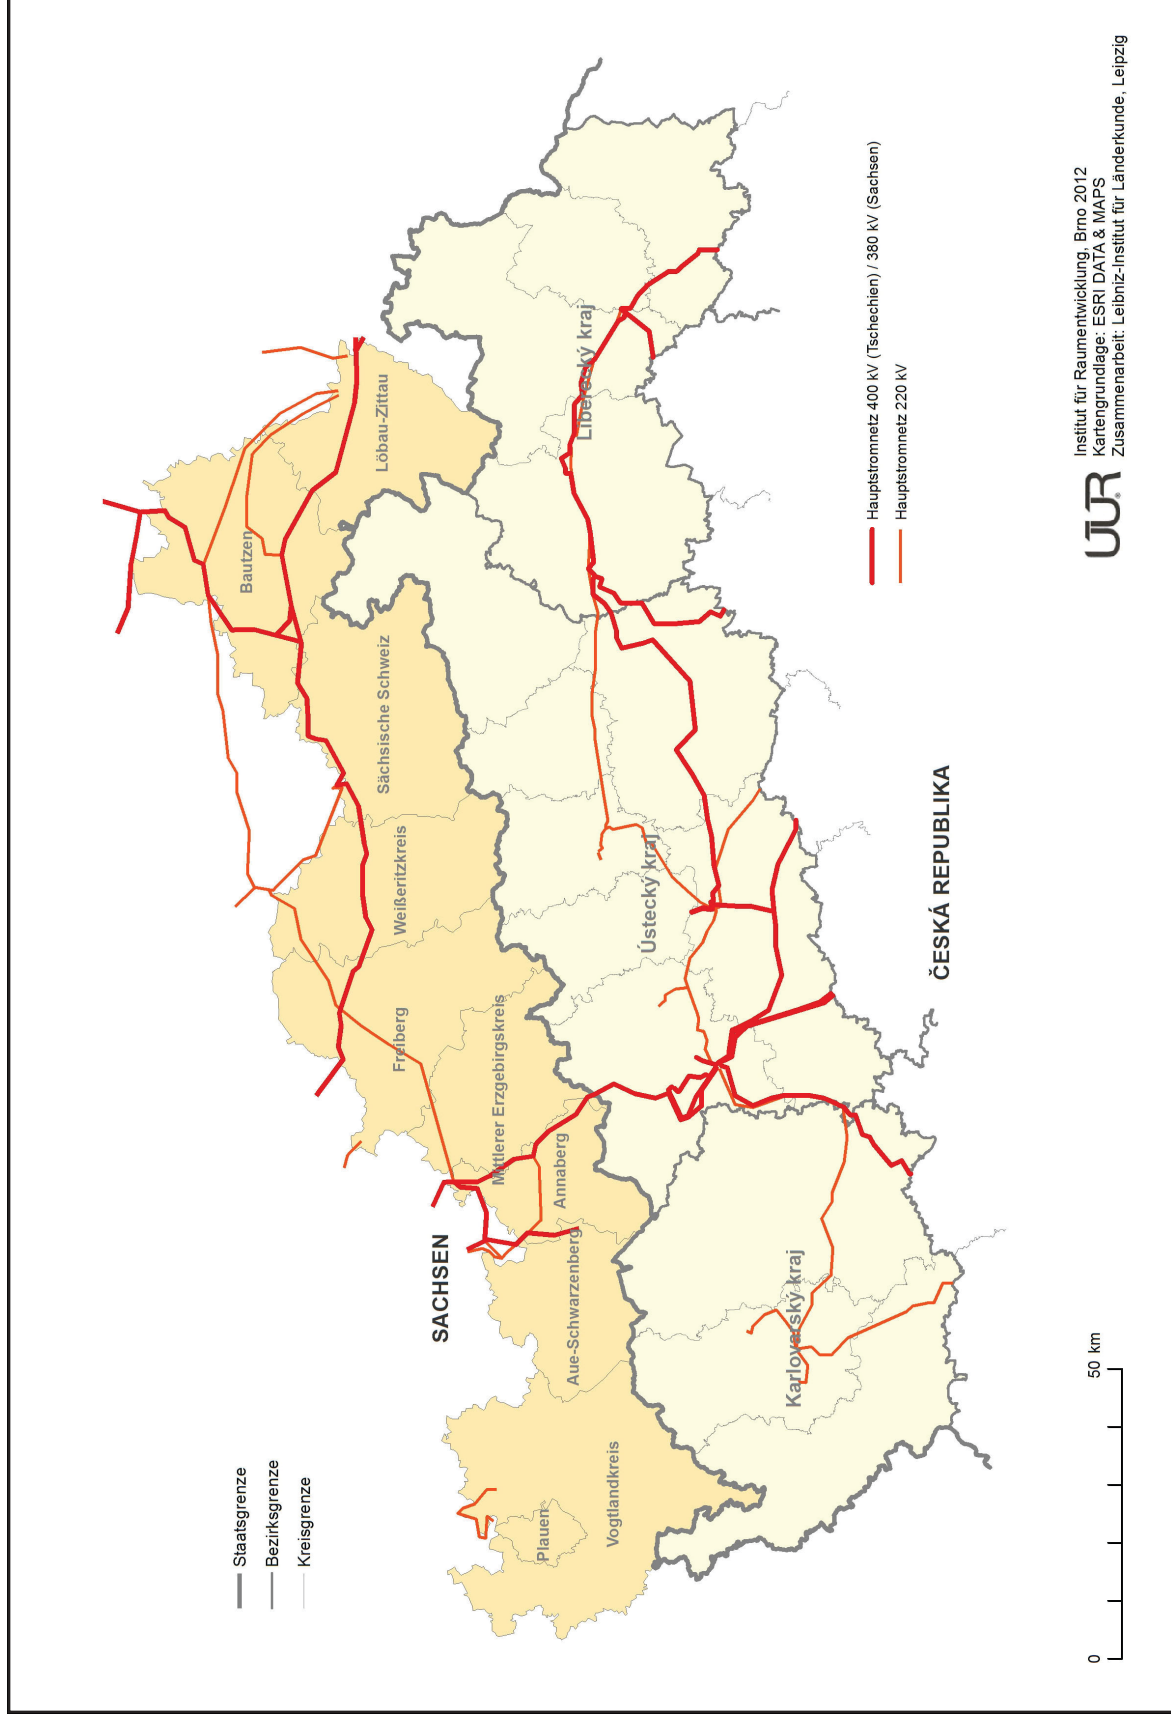 Staatsgrenze
Bezirksgrenze
Kreisgrenze
SACHSEN
Plauen
Vogtlandkreis
Aue-Schwarzenberg
Annaberg
Mittlerer Erzgebirgskreis
Freiberg
Weißeritzkreis
Sächsische Schweiz
Bautzen
Löbau-Zittau
Karlovarský kraj
Ústecký kraj
Liberecký kraj
ČESKÁ REPUBLIKA
Hauptstromnetz 400 kV (Tschechien) / 380 kV (Sachsen)
Hauptstromnetz 220 kV
0 50 km
UUR
Institut für Raumentwicklung, Brno 2012
Kartengrundlage: ESRI DATA & MAPS
Zusammenarbeit: Leibniz-Institut für Länderkunde, Leipzig